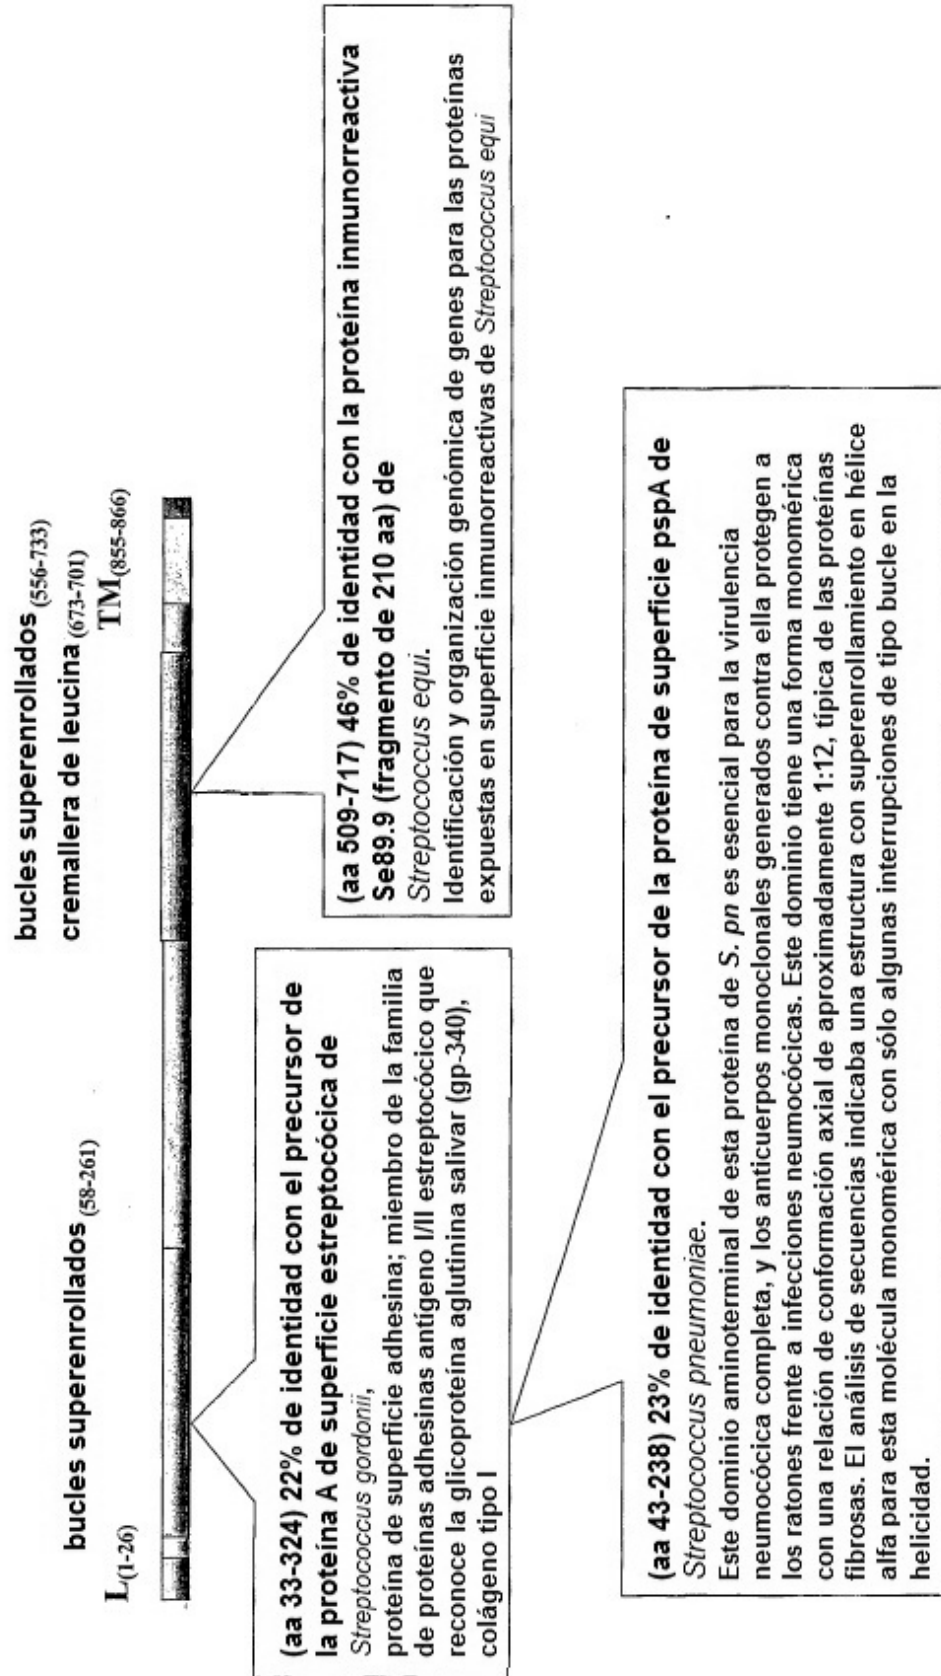 bucles superenrollados (556-733)
bucles superenrollados (58-261)
cremallera de leucina (673-701)
L(1-26)
TM(855-866)
(aa 33-324) 22% de identidad con el precursor de
la proteína A de superficie estreptocócica de
Streptococcus gordonii,
proteína de superficie adhesina; miembro de la familia
de proteínas adhesinas antígeno I/II estreptocócico que
reconoce la glicoproteína aglutinina salivar (gp-340),
colágeno tipo I
(aa 509-717) 46% de identidad con la proteína inmunorreactiva
Se89.9 (fragmento de 210 aa) de
Streptococcus equi.
Identificación y organización genómica de genes para las proteínas
expuestas en superficie inmunorreactivas de Streptococcus equi
(aa 43-238) 23% de identidad con el precursor de la proteína de superficie pspA de
Streptococcus pneumoniae.
Este dominio aminoterminal de esta proteína de S. pn es esencial para la virulencia
neumocócica completa, y los anticuerpos monoclonales generados contra ella protegen a
los ratones frente a infecciones neumocócicas. Este dominio tiene una forma monomérica
con una relación de conformación axial de aproximadamente 1:12, típica de las proteínas
fibrosas. El análisis de secuencias indicaba una estructura con superenrollamiento en hélice
alfa para esta molécula monomérica con sólo algunas interrupciones de tipo bucle en la
helicidad.